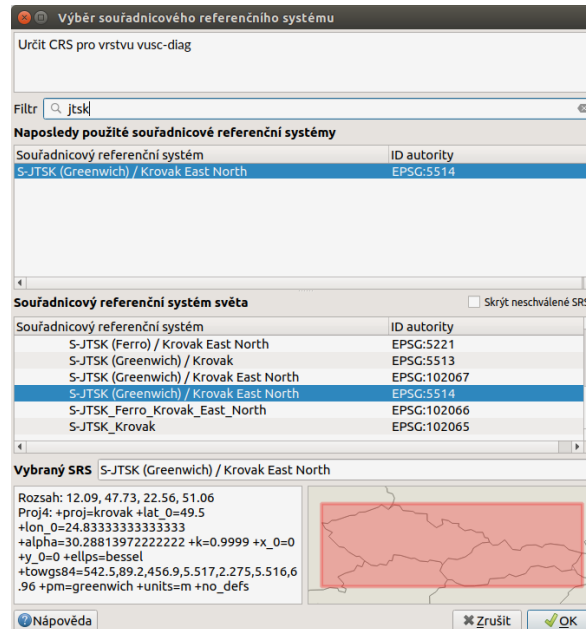 Výběr souřadnicového referenčního systému
Určit CRS pro vrstvu vusc-diag
Filtr jtsk
Naposledy použité souřadnicové referenční systémy
Souřadnicový referenční systém ID autority
S-JTSK (Greenwich) / Krovak East North EPSG:5514
Souřadnicový referenční systém světa Skrýt neschválené SRS
Souřadnicový referenční systém ID autority
S-JTSK (Ferro) / Krovak East North EPSG:5221
S-JTSK (Greenwich) / Krovak EPSG:5513
S-JTSK (Greenwich) / Krovak East North EPSG:102067
S-JTSK (Greenwich) / Krovak East North EPSG:5514
S-JTSK_Ferro_Krovak_East_North EPSG:102066
S-JTSK_Krovak EPSG:102065
Vybraný SRS S-JTSK (Greenwich) / Krovak East North
Rozsah: 12.09, 47.73, 22.56, 51.06
Proj4: +proj=krovak +lat_0=49.5
+lon_0=24.83333333333333
+alpha=30.28813972222222 +k=0.9999 +x_0=0
+y_0=0 +ellps=bessel
+towgs84=542.5,89.2,456.9,5.517,2.275,5.516,6
.96 +pm=greenwich +units=m +no_defs
Nápověda Zrušit OK